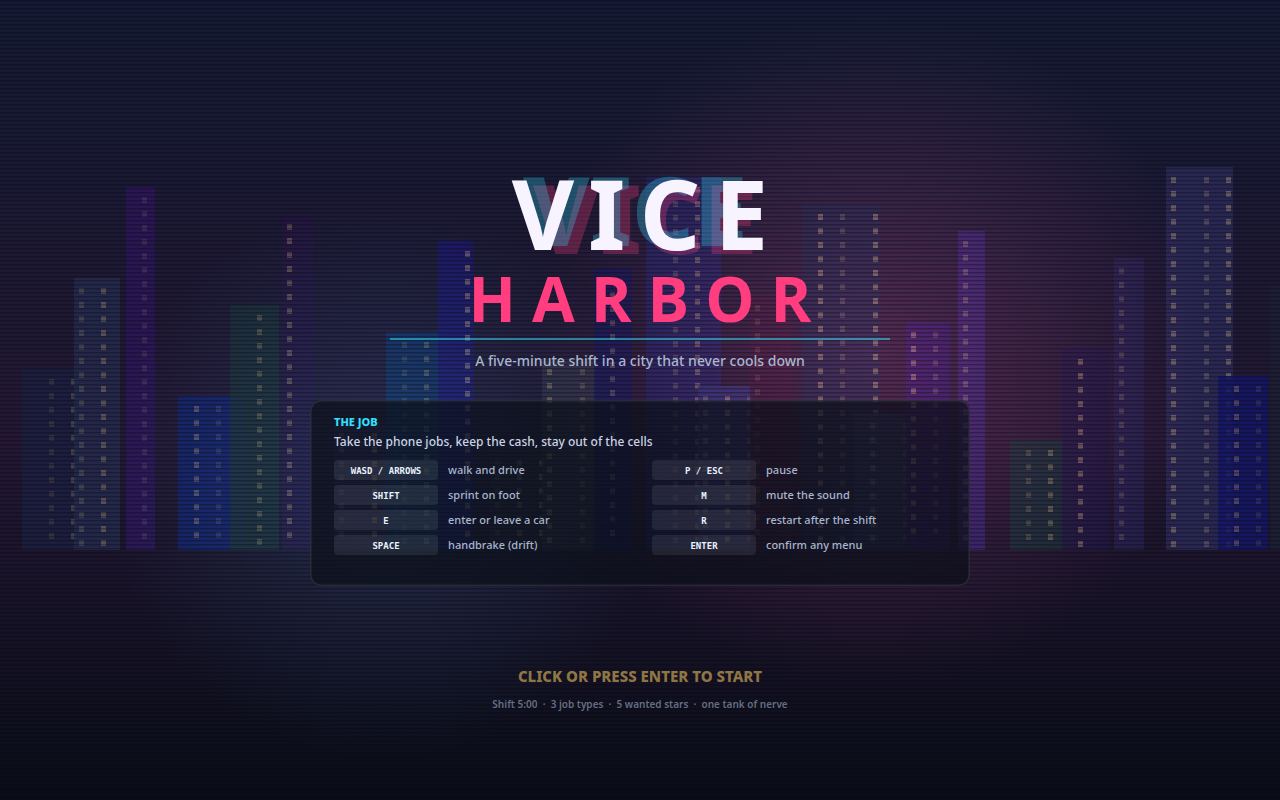 VICE
HARBOR
A five-minute shift in a city that never cools down
THE JOB
Take the phone jobs, keep the cash, stay out of the cells
WASD / ARROWS walk and drive
SHIFT sprint on foot
E enter or leave a car
SPACE handbrake (drift)
P / ESC pause
M mute the sound
R restart after the shift
ENTER confirm any menu
CLICK OR PRESS ENTER TO START
Shift 5:00 · 3 job types · 5 wanted stars · one tank of nerve